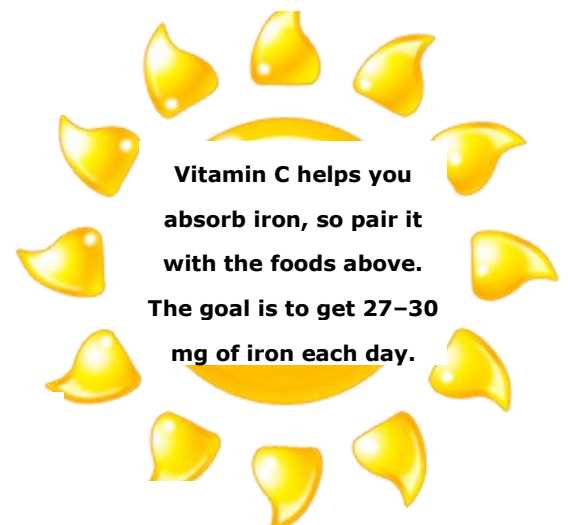 Vitamin C helps you
absorb iron, so pair it
with the foods above.
The goal is to get 27–30
mg of iron each day.